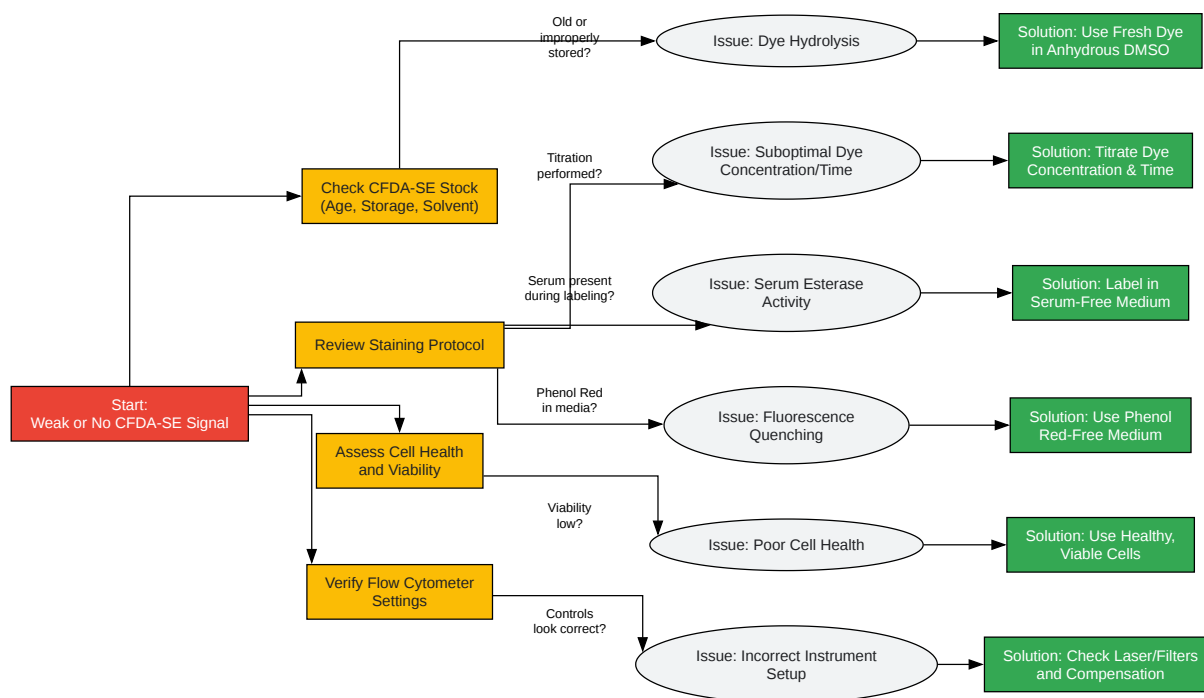 Old or
improperly
stored?
Issue: Dye Hydrolysis
Solution: Use Fresh Dye
in Anhydrous DMSO
Check CFDA-SE Stock
(Age, Storage, Solvent)
Titration
performed?
Issue: Suboptimal Dye
Concentration/Time
Solution: Titrate Dye
Concentration & Time
Serum present
during labeling?
Issue: Serum Esterase
Activity
Solution: Label in
Serum-Free Medium
Review Staining Protocol
Start:
Weak or No CFDA-SE Signal
Phenol Red
in media?
Issue: Fluorescence
Quenching
Solution: Use Phenol
Red-Free Medium
Assess Cell Health
and Viability
Viability
low?
Issue: Poor Cell Health
Solution: Use Healthy,
Viable Cells
Verify Flow Cytometer
Settings
Controls
look correct?
Issue: Incorrect Instrument
Setup
Solution: Check Laser/Filters
and Compensation